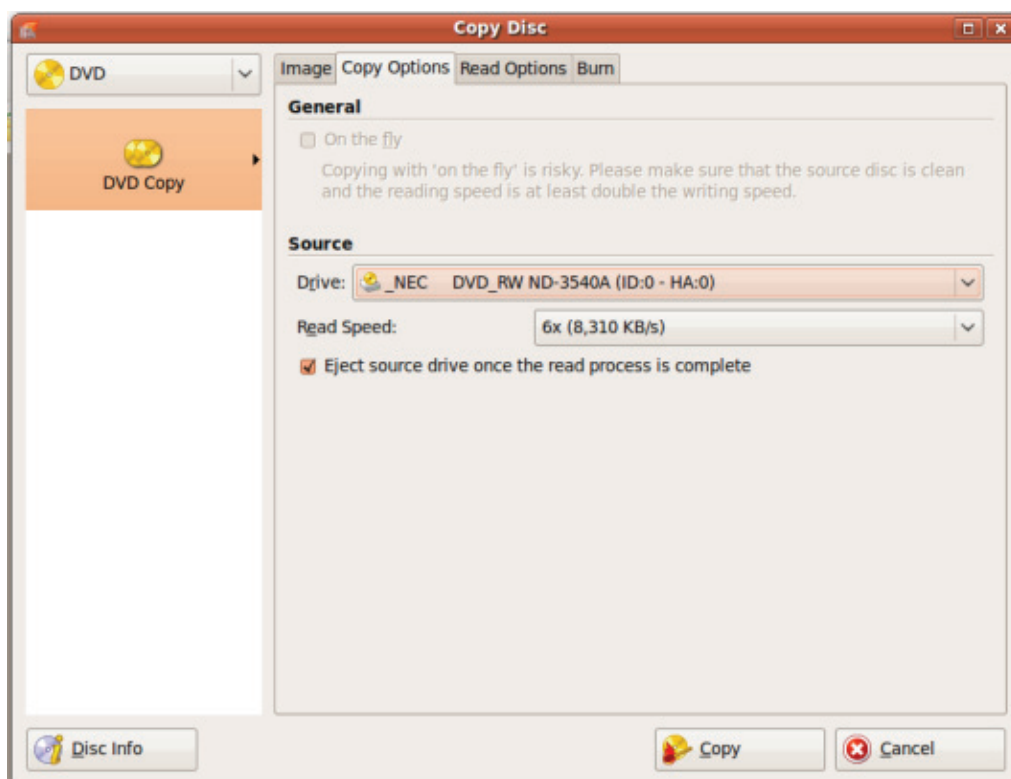 Copy Disc
DVD
Image Copy Options Read Options Burn
DVD Copy
General
On the fly
Copying with 'on the fly' is risky. Please make sure that the source disc is clean
and the reading speed is at least double the writing speed.
Source
Drive: _NEC DVD_RW ND-3540A (ID:0 - HA:0)
Read Speed: 6x (8,310 KB/s)
Eject source drive once the read process is complete
Disc Info Copy Cancel